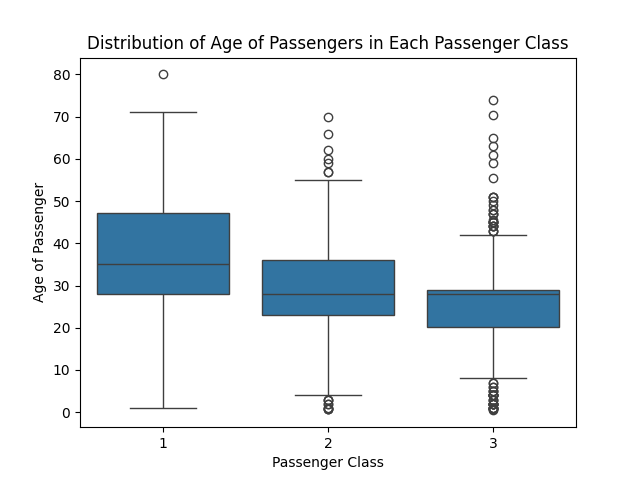 Distribution of Age of Passengers in Each Passenger Class
80
70
60
50
40
30
20
10
0
Age of Passenger
1 2 3
Passenger Class